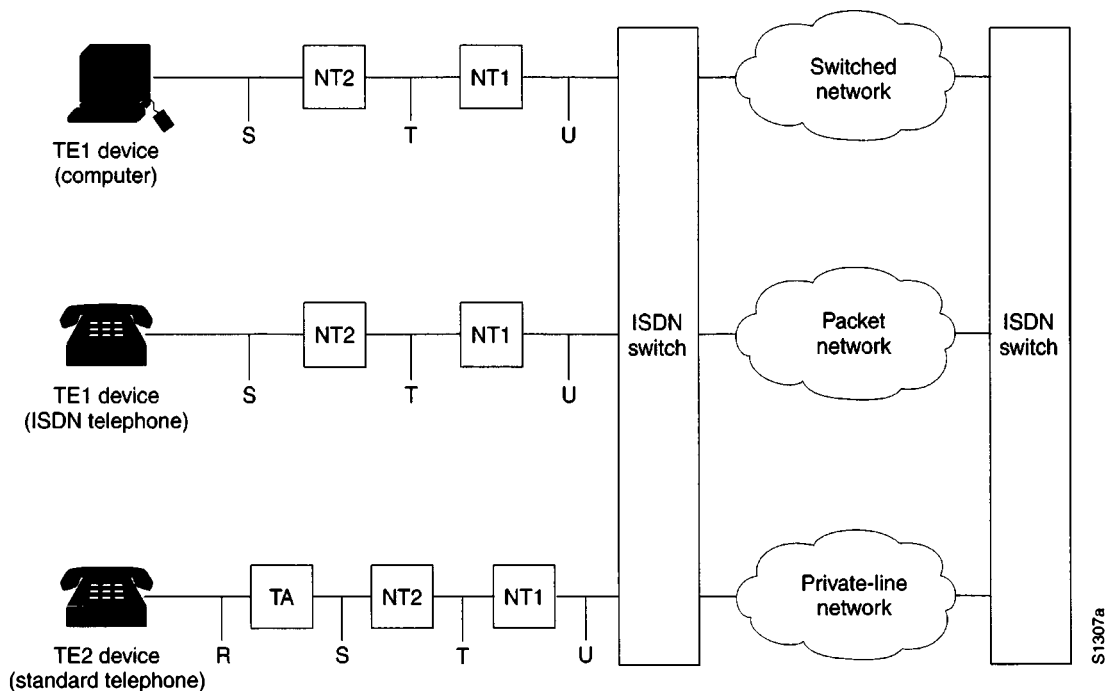 NT2
NT1
Switched
network
S
T
U
TE1 device
(computer)
NT2
NT1
ISDN
switch
Packet
network
ISDN
switch
S
T
U
TE1 device
(ISDN telephone)
TA
NT2
NT1
Private-line
network
R
S
T
U
TE2 device
(standard telephone)
S1307a